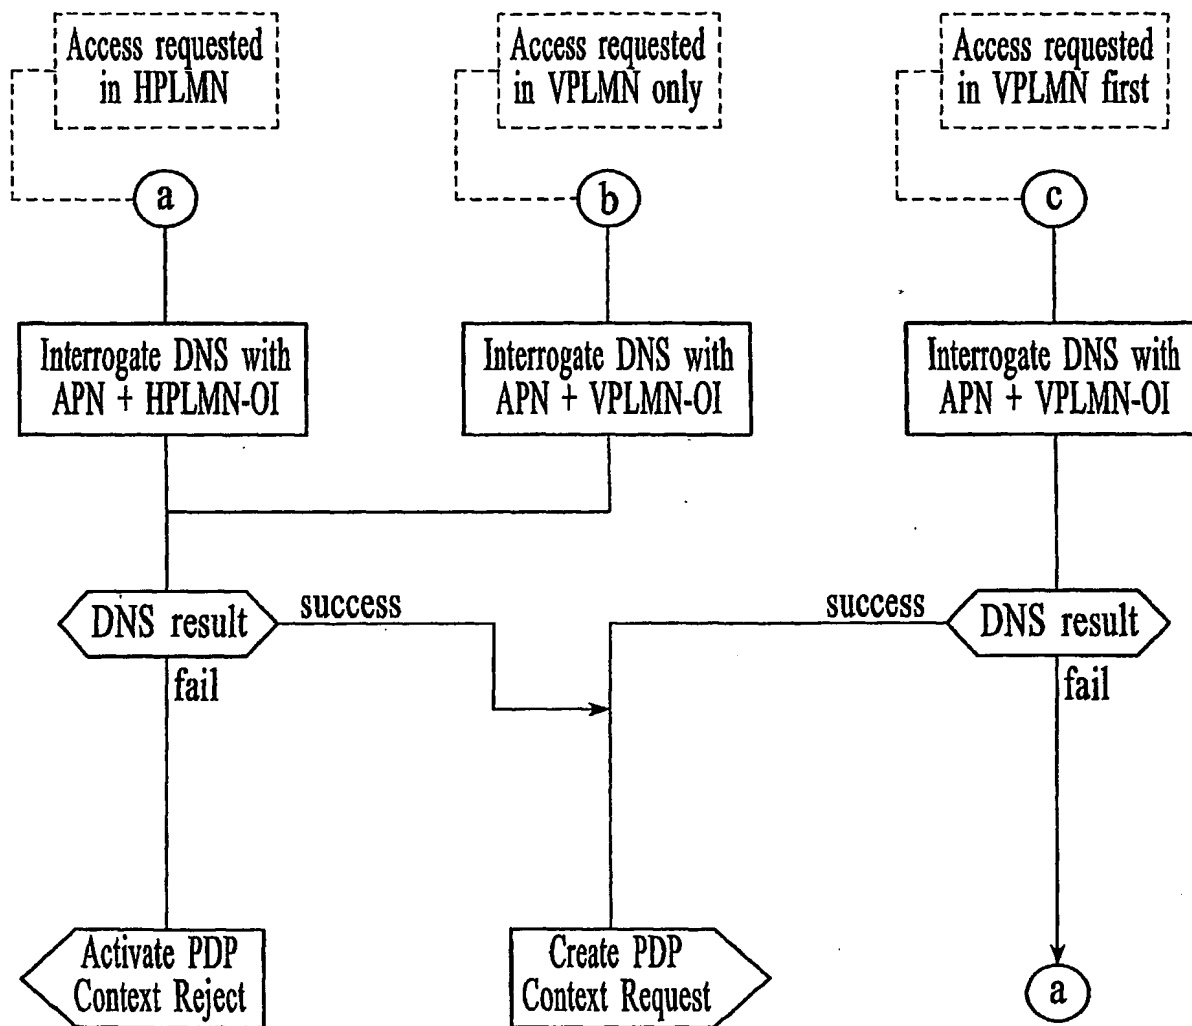 Access requested
in HPLMN
Access requested
in VPLMN only
Access requested
in VPLMN first
a
b
c
Interrogate DNS with
APN + HPLMN-OI
Interrogate DNS with
APN + VPLMN-OI
Interrogate DNS with
APN + VPLMN-OI
DNS result
success
fail
success
DNS result
fail
Activate PDP
Context Reject
Create PDP
Context Request
a